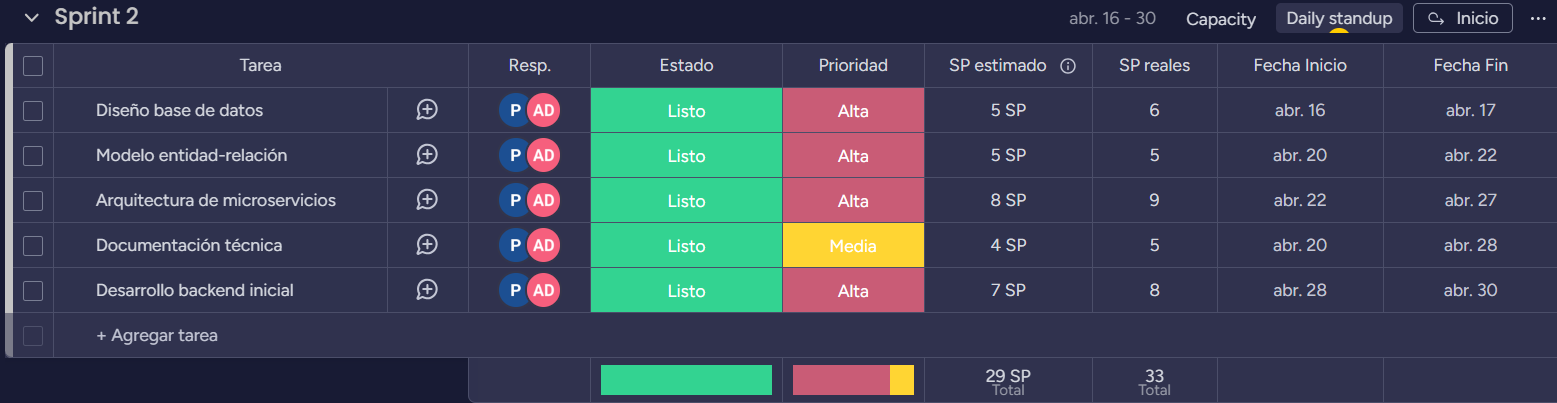 Sprint 2 abr. 16 - 30 Capacity Daily standup Inicio ...
Tarea Resp. Estado Prioridad SP estimado SP reales Fecha Inicio Fecha Fin
Diseño base de datos P AD Listo Alta 5 SP 6 abr. 16 abr. 17
Modelo entidad-relación P AD Listo Alta 5 SP 5 abr. 20 abr. 22
Arquitectura de microservicios P AD Listo Alta 8 SP 9 abr. 22 abr. 27
Documentación técnica P AD Listo Media 4 SP 5 abr. 20 abr. 28
Desarrollo backend inicial P AD Listo Alta 7 SP 8 abr. 28 abr. 30
+ Agregar tarea
29 SP 33
Total Total